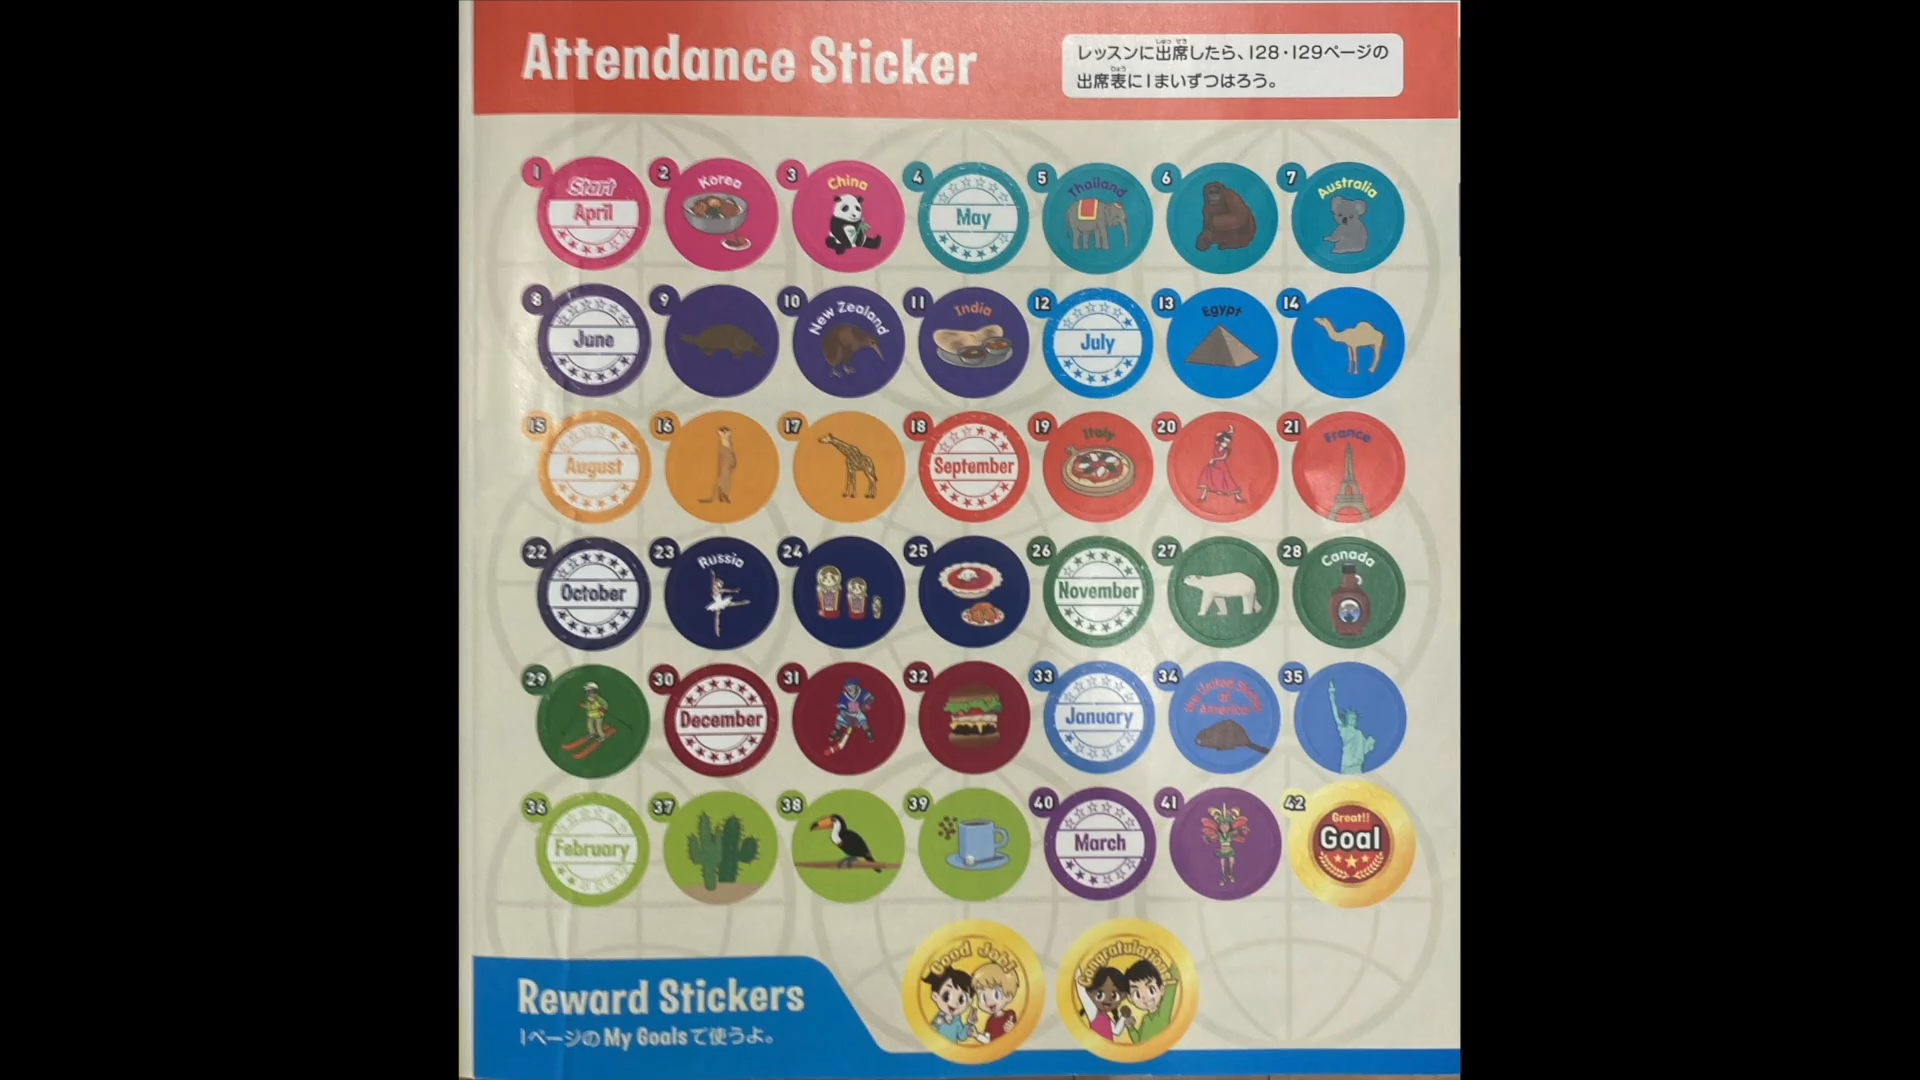 Attendance Sticker
レッスンに出席したら、128・129ページの
出席表に1まいずつはろう。
1 Start April
2 Korea
3 China
4 May
5 Thailand
6
7 Australia
8 June
9
10 New Zealand
11 India
12 July
13 Egypt
14
15 August
16
17
18 September
19 Italy
20
21 France
22 October
23 Russia
24
25
26 November
27
28 Canada
29
30 December
31
32
33 January
34 the United States of America
35
36 February
37
38
39
40 March
41
42 Great!! Goal
Good Job!
Congratulations
Reward Stickers
1ページのMy Goalsで使うよ。